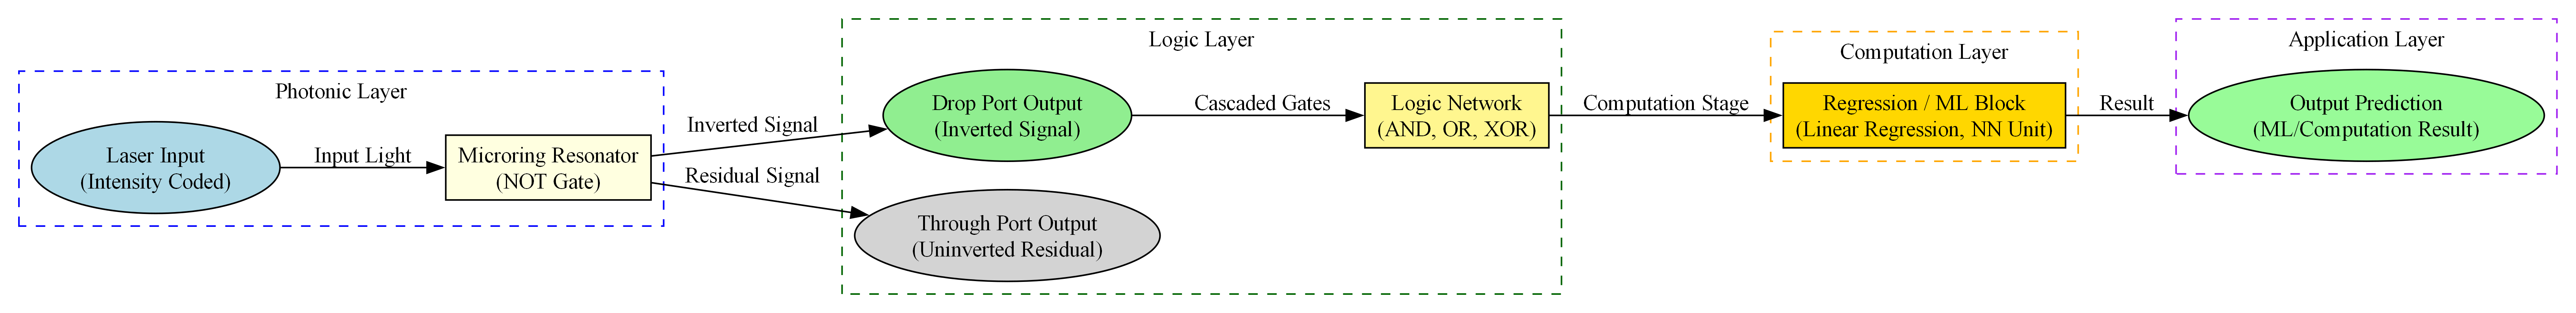 Photonic Layer
Laser Input
(Intensity Coded)
Input Light
Microring Resonator
(NOT Gate)
Inverted Signal
Residual Signal
Logic Layer
Drop Port Output
(Inverted Signal)
Through Port Output
(Uninverted Residual)
Cascaded Gates
Logic Network
(AND, OR, XOR)
Computation Stage
Computation Layer
Regression / ML Block
(Linear Regression, NN Unit)
Result
Application Layer
Output Prediction
(ML/Computation Result)